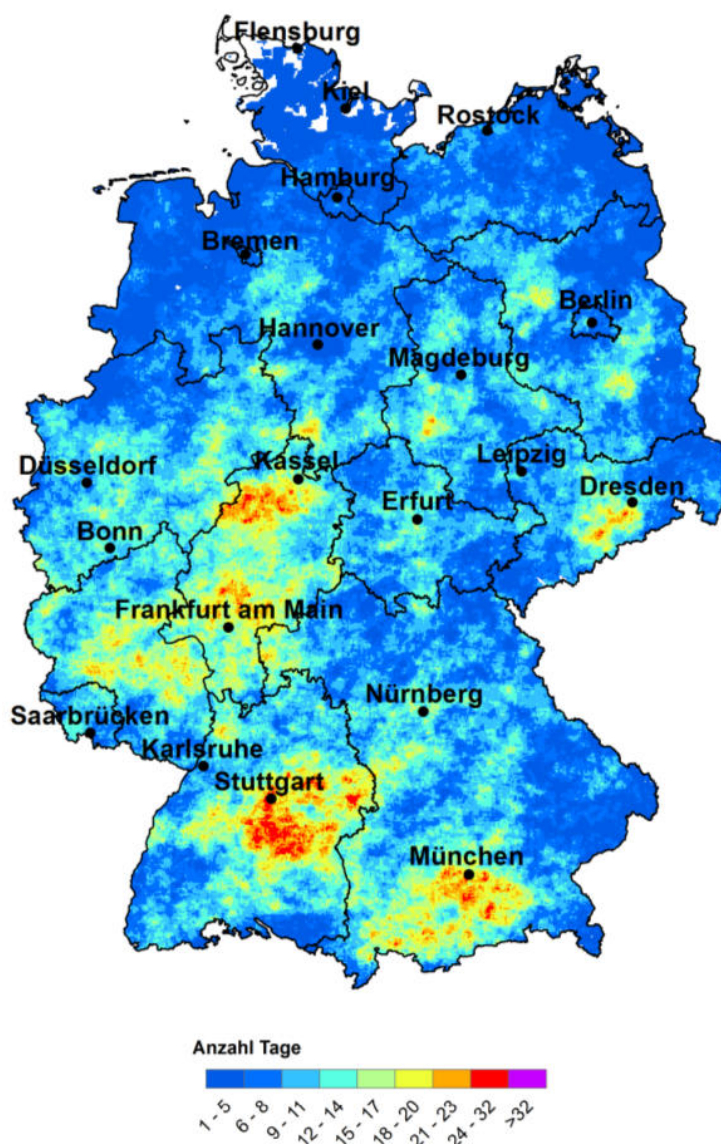 Flensburg
Kiel
Rostock
Hamburg
Bremen
Berlin
Hannover
Magdeburg
Düsseldorf
Kassel
Leipzig
Dresden
Erfurt
Bonn
Frankfurt am Main
Nürnberg
Saarbrücken
Karlsruhe
Stuttgart
München
Anzahl Tage
1 - 5
6 - 8
9 - 11
12 - 14
15 - 17
18 - 20
21 - 23
24 - 32
>32